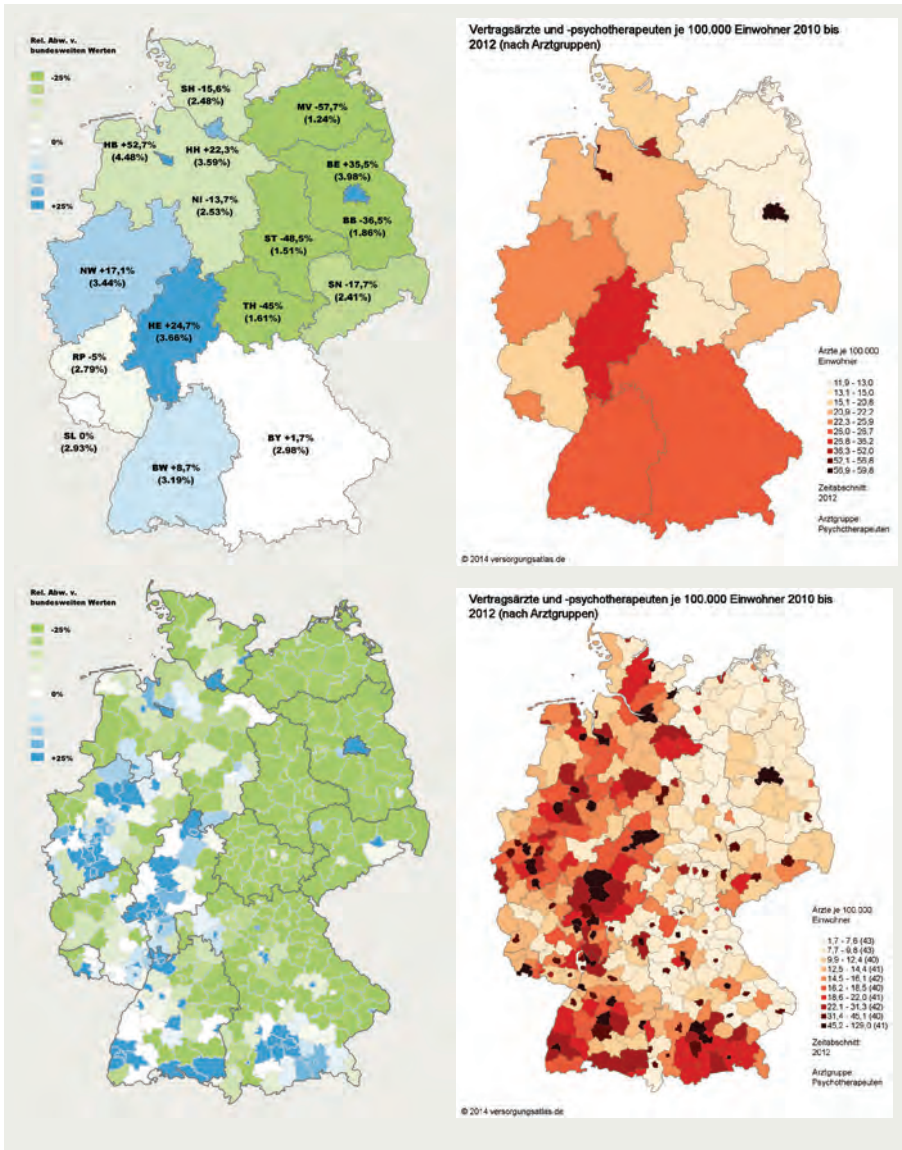 Rel. Abw. v.
bundesweiten Werten
-25%
0%
+25%
SH -15,6%
(2.48%)
MV -57,7%
(1.24%)
HB +52,7%
(4.48%)
HH +22,3%
(3.59%)
BE +35,5%
(3.98%)
NI -13,7%
(2.53%)
BB -36,5%
(1.86%)
ST -48,5%
(1.51%)
NW +17,1%
(3.44%)
SN -17,7%
(2.41%)
TH -45%
(1.61%)
HE +24,7%
(3.66%)
RP -5%
(2.79%)
SL 0%
(2.93%)
BY +1,7%
(2.98%)
BW +8,7%
(3.19%)
Vertragsärzte und -psychotherapeuten je 100.000 Einwohner 2010 bis
2012 (nach Arztgruppen)
Ärzte je 100.000
Einwohner
11,9 - 13,0
13,1 - 15,0
15,1 - 20,8
20,9 - 22,2
22,3 - 25,9
26,0 - 26,7
26,8 - 36,2
36,3 - 52,0
52,1 - 56,8
56,9 - 59,8
Zeitabschnitt:
2012
Arztgruppe:
Psychotherapeuten
© 2014 versorgungsatlas.de
Rel. Abw. v.
bundesweiten Werten
-25%
0%
+25%
Vertragsärzte und -psychotherapeuten je 100.000 Einwohner 2010 bis
2012 (nach Arztgruppen)
Ärzte je 100.000
Einwohner
1,7 - 7,6 (43)
7,7 - 9,8 (43)
9,9 - 12,4 (40)
12,5 - 14,4 (41)
14,5 - 16,1 (42)
16,2 - 18,5 (40)
18,6 - 22,0 (41)
22,1 - 31,3 (42)
31,4 - 45,1 (40)
45,2 - 129,0 (41)
Zeitabschnitt:
2012
Arztgruppe:
Psychotherapeuten
© 2014 versorgungsatlas.de